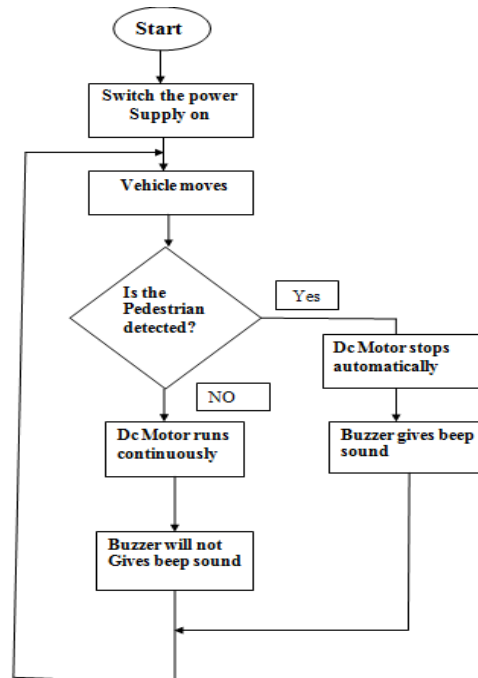 Start
Switch the power
Supply on
Vehicle moves
Is the
Pedestrian
detected?
Yes
Dc Motor stops
automatically
NO
Dc Motor runs
continuously
Buzzer gives beep
sound
Buzzer will not
Gives beep sound